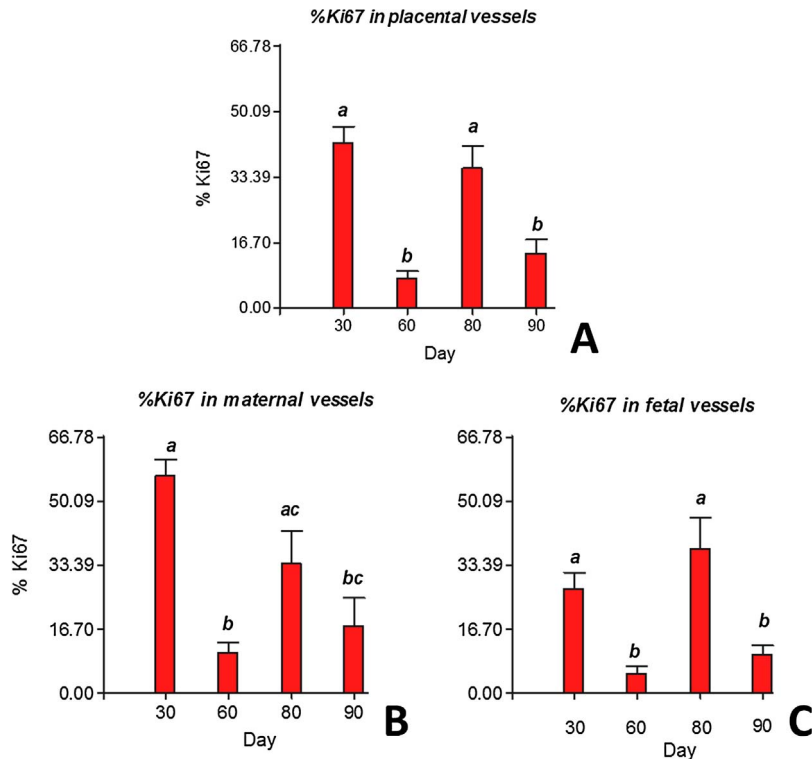 %Ki67 in placental vessels
66.78
50.09
33.39
16.70
0.00
% Ki67
a
b
a
b
30 60 80 90
Day
A
%Ki67 in maternal vessels
66.78
50.09
33.39
16.70
0.00
% Ki67
a
b
ac
bc
30 60 80 90
Day
B
%Ki67 in fetal vessels
66.78
50.09
33.39
16.70
0.00
a
b
a
b
30 60 80 90
Day
C